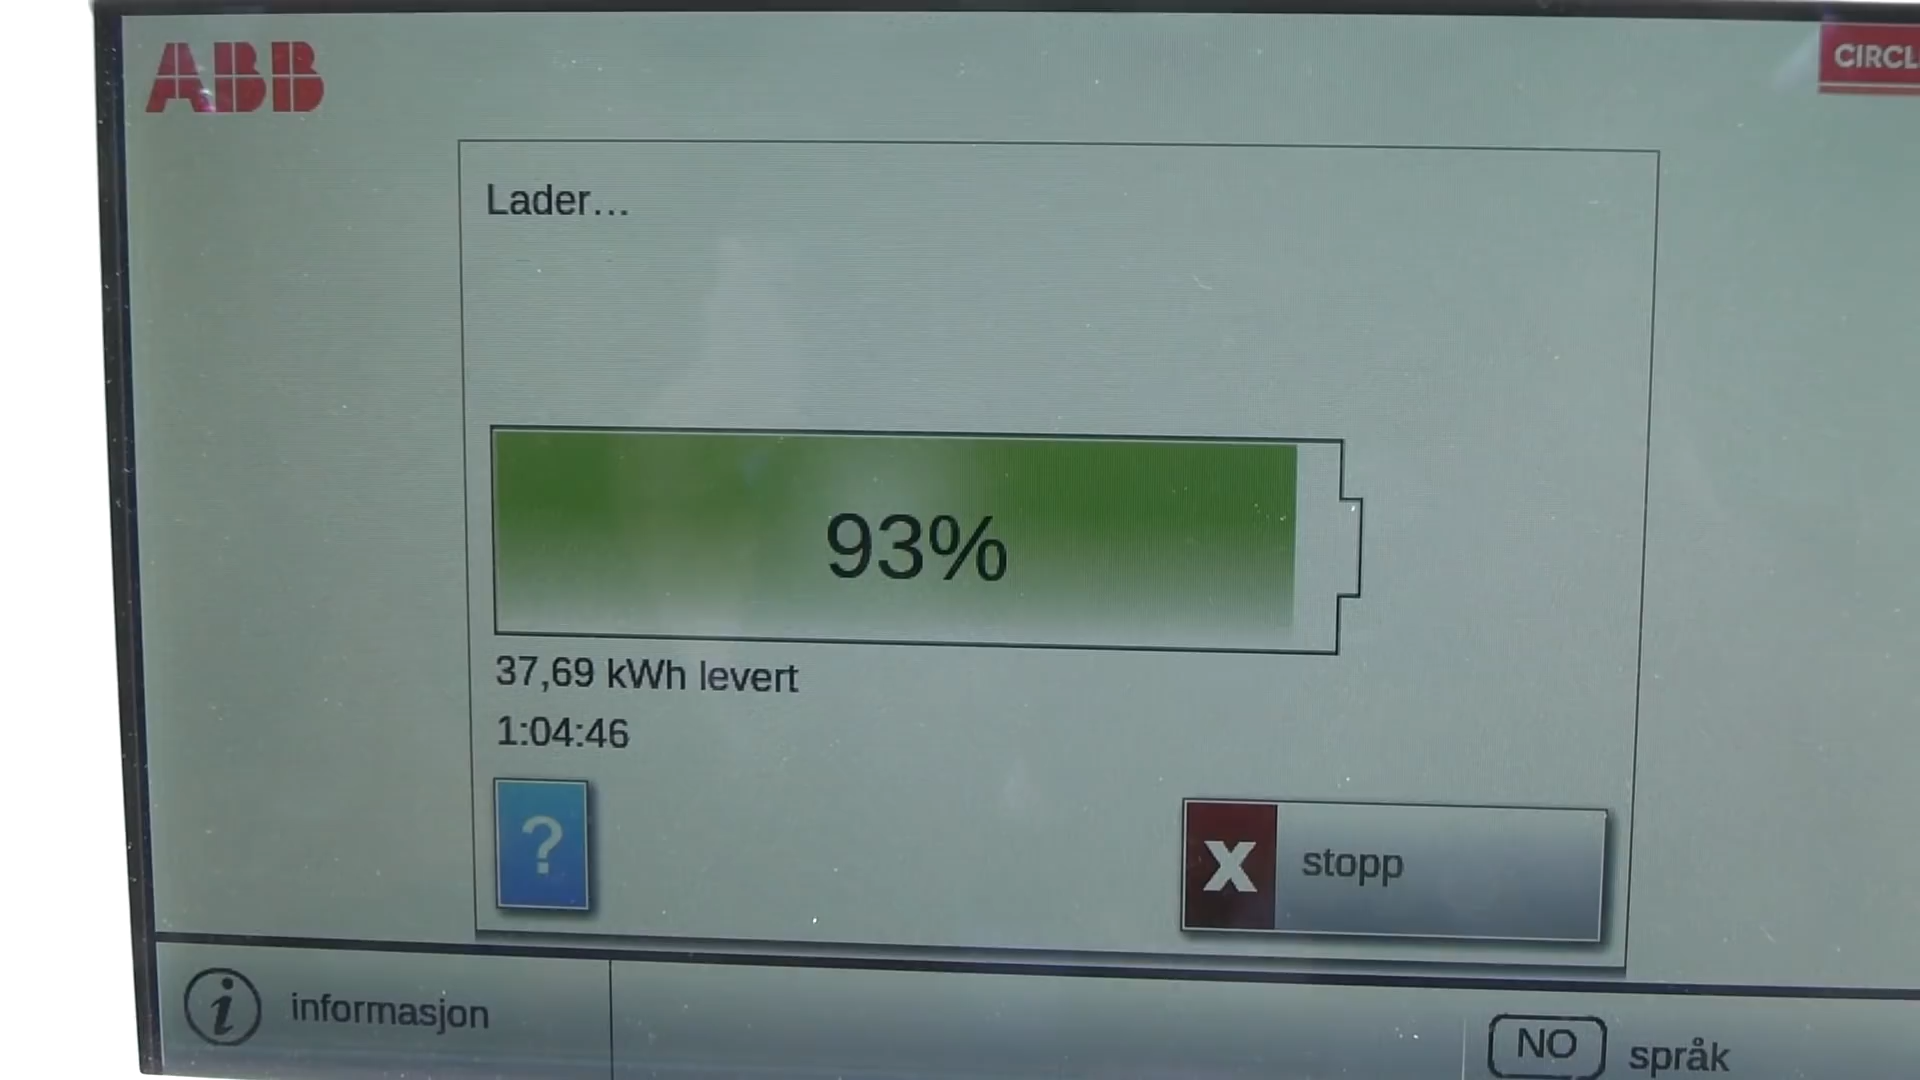 ABB
CIRCL
Lader...
93%
37,69 kWh levert
1:04:46
?
X stopp
i informasjon
NO språk